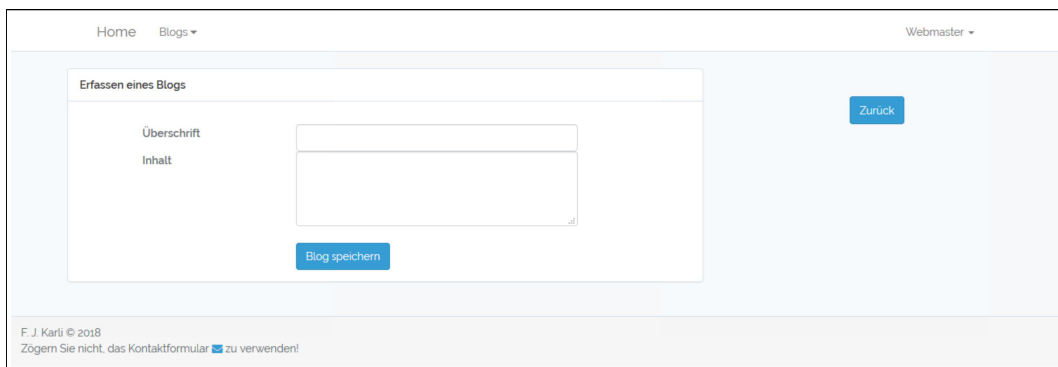 Home Blogs Webmaster
Erfassen eines Blogs
Zurück
Überschrift
Inhalt
Blog speichern
F. J. Karli © 2018
Zögern Sie nicht, das Kontaktformular zu verwenden!